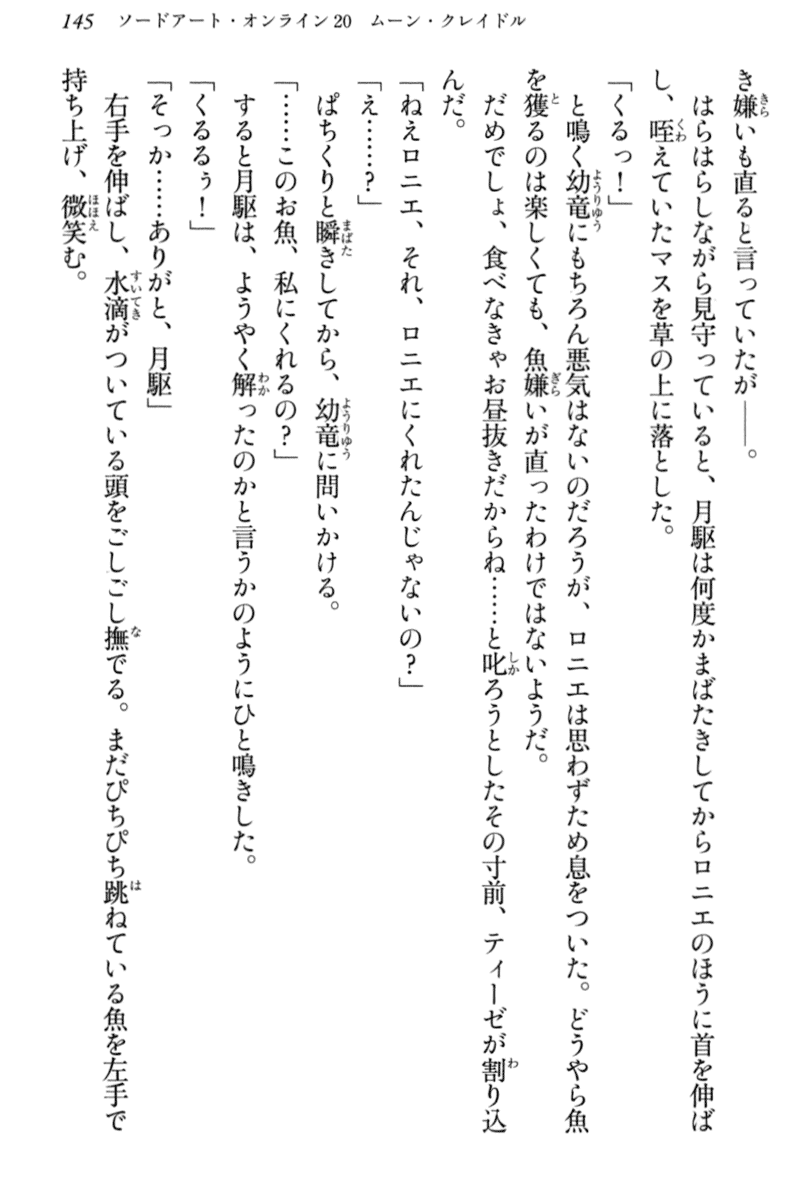 145　ソードアート・オンライン20　ムーン・クレイドル
き嫌いも直ると言っていたが――。
　はらはらしながら見守っていると、月駆は何度かまばたきしてからロニエのほうに首を伸ば
し、咥えていたマスを草の上に落とした。
「くるっ！」
　と鳴く幼竜にもちろん悪気はないのだろうが、ロニエは思わずため息をついた。どうやら魚
を獲るのは楽しくても、魚嫌いが直ったわけではないようだ。
　だめでしょ、食べなきゃお昼抜きだからね……と叱ろうとしたその寸前、ティーゼが割り込
んだ。
「ねえロニエ、それ、ロニエにくれたんじゃないの？」
「え……？」
　ぱちくりと瞬きしてから、幼竜に問いかける。
「……このお魚、私にくれるの？」
　すると月駆は、ようやく解ったのかと言うかのようにひと鳴きした。
「くるるぅ！」
「そっか……ありがと、月駆」
　右手を伸ばし、水滴がついている頭をごしごし撫でる。まだぴちぴち跳ねている魚を左手で
持ち上げ、微笑む。